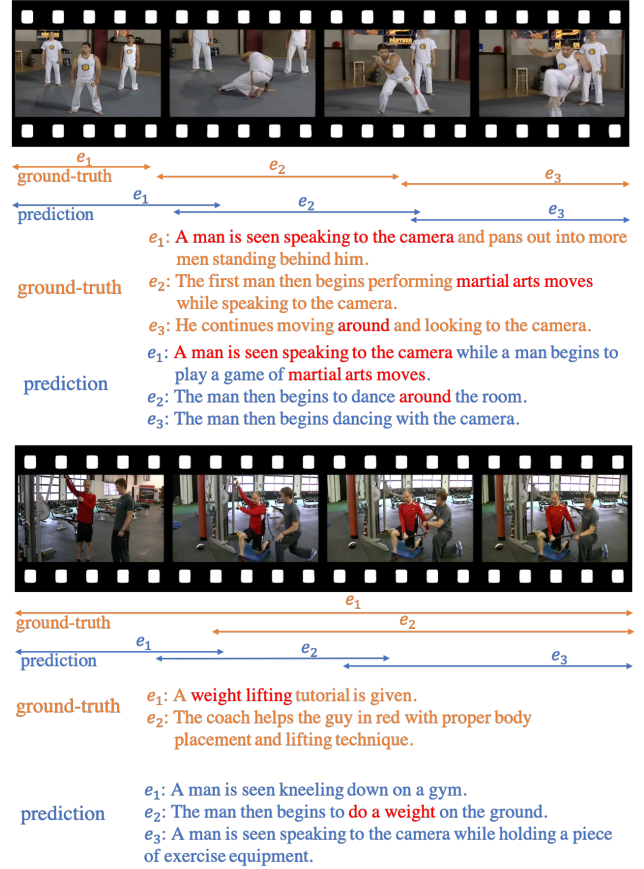 e₁
ground-truth
e₂
e₃
e₁
prediction
e₂
e₃
e₁: A man is seen speaking to the camera and pans out into more
men standing behind him.
ground-truth
e₂: The first man then begins performing martial arts moves
while speaking to the camera.
e₃: He continues moving around and looking to the camera.
e₁: A man is seen speaking to the camera while a man begins to
play a game of martial arts moves.
prediction
e₂: The man then begins to dance around the room.
e₃: The man then begins dancing with the camera.
e₁
ground-truth
e₂
e₁
prediction
e₂
e₃
ground-truth
e₁: A weight lifting tutorial is given.
e₂: The coach helps the guy in red with proper body
placement and lifting technique.
e₁: A man is seen kneeling down on a gym.
prediction
e₂: The man then begins to do a weight on the ground.
e₃: A man is seen speaking to the camera while holding a piece
of exercise equipment.